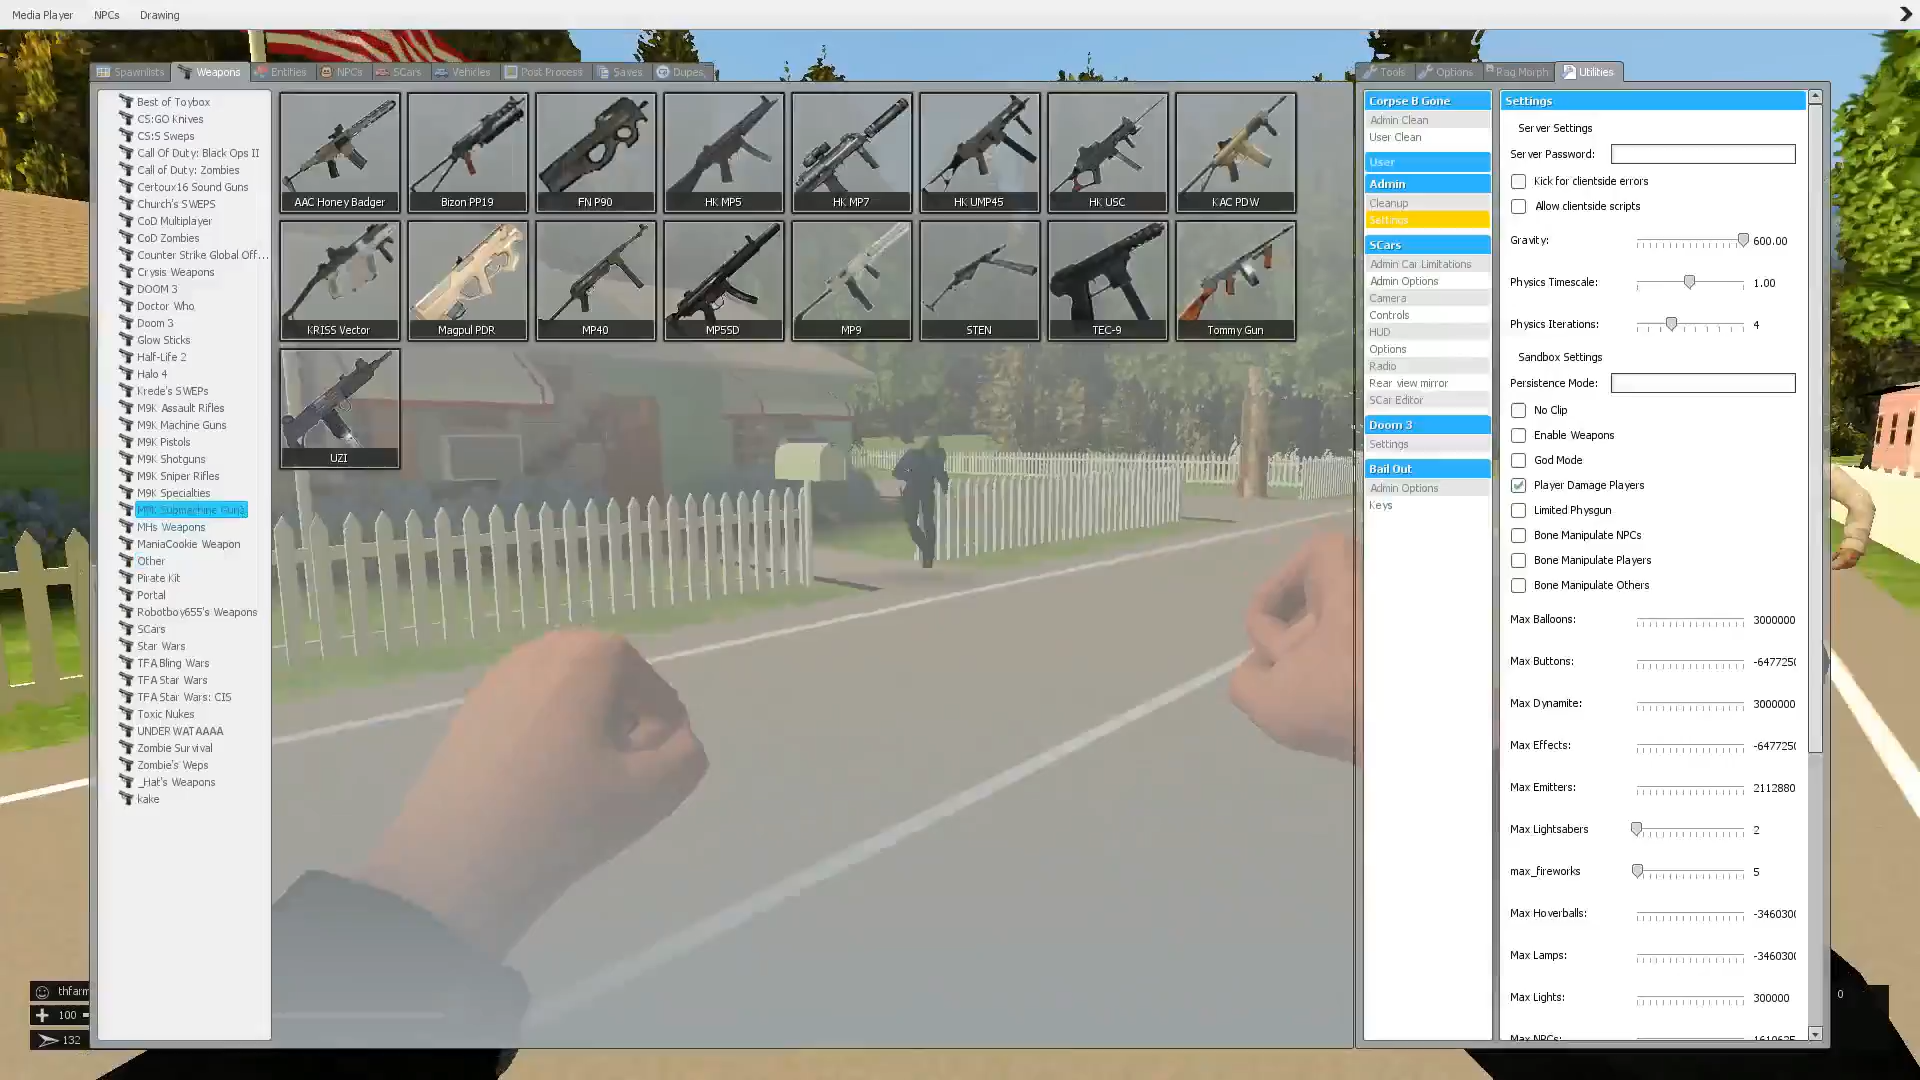 Media Player NPCs Drawing
Spawnlists Weapons Entities NPCs SCars Vehicles Post Process Saves Dupes
Tools Options Rag Morph Utilities
Best of Toybox
CS:GO Knives
CS:S Sweps
Call Of Duty: Black Ops II
Call of Duty: Zombies
Certoux16 Sound Guns
Church's SWEPS
CoD Multiplayer
CoD Zombies
Counter Strike Global Off...
Crysis Weapons
DOOM 3
Doctor Who
Doom 3
Glow Sticks
Half-Life 2
Halo 4
Krede's SWEPs
M9K Assault Rifles
M9K Machine Guns
M9K Pistols
M9K Shotguns
M9K Sniper Rifles
M9K Specialties
M9K Submachine Guns
MHs Weapons
ManiaCookie Weapon
Other
Pirate Kit
Portal
Robotboy655's Weapons
SCars
Star Wars
TFA Bling Wars
TFA Star Wars
TFA Star Wars: CIS
Toxic Nukes
UNDER WATAAAA
Zombie Survival
Zombie's Weps
_Hat's Weapons
kake
AAC Honey Badger Bizon PP19 FN P90 HK MP5 HK MP7 HK UMP45 HK USC KAC PDW
KRISS Vector Magpul PDR MP40 MP5SD MP9 STEN TEC-9 Tommy Gun
UZI
Corpse B Gone
Admin Clean
User Clean
User
Admin
Cleanup
Settings
SCars
Admin Car Limitations
Admin Options
Camera
Controls
HUD
Options
Radio
Rear view mirror
SCar Editor
Doom 3
Settings
Bail Out
Admin Options
Keys
Settings
Server Settings
Server Password:
Kick for clientside errors
Allow clientside scripts
Gravity: 600.00
Physics Timescale: 1.00
Physics Iterations: 4
Sandbox Settings
Persistence Mode:
No Clip
Enable Weapons
God Mode
Player Damage Players
Limited Physgun
Bone Manipulate NPCs
Bone Manipulate Players
Bone Manipulate Others
Max Balloons: 3000000
Max Buttons: -647725(
Max Dynamite: 3000000
Max Effects: -647725(
Max Emitters: 2112880
Max Lightsabers 2
max_fireworks 5
Max Hoverballs: -346030(
Max Lamps: -346030(
Max Lights: 300000
Max NPCs:
thfarm
100
132
0